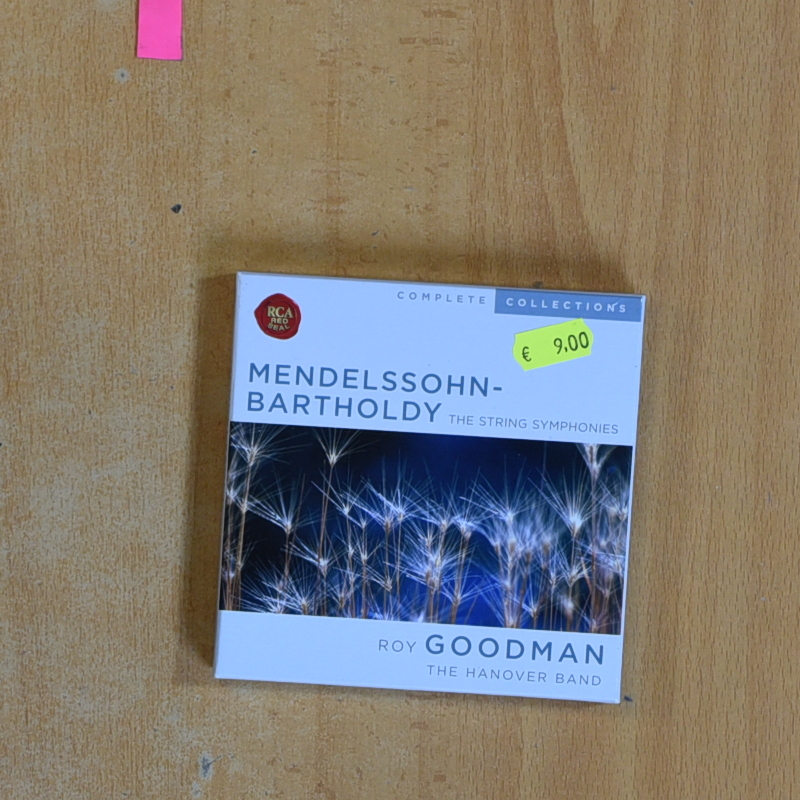 COMPLETE COLLECTIONS
RCA
RED
SEAL
€ 9,00
MENDELSSOHN-
BARTHOLDY THE STRING SYMPHONIES
ROY GOODMAN
THE HANOVER BAND